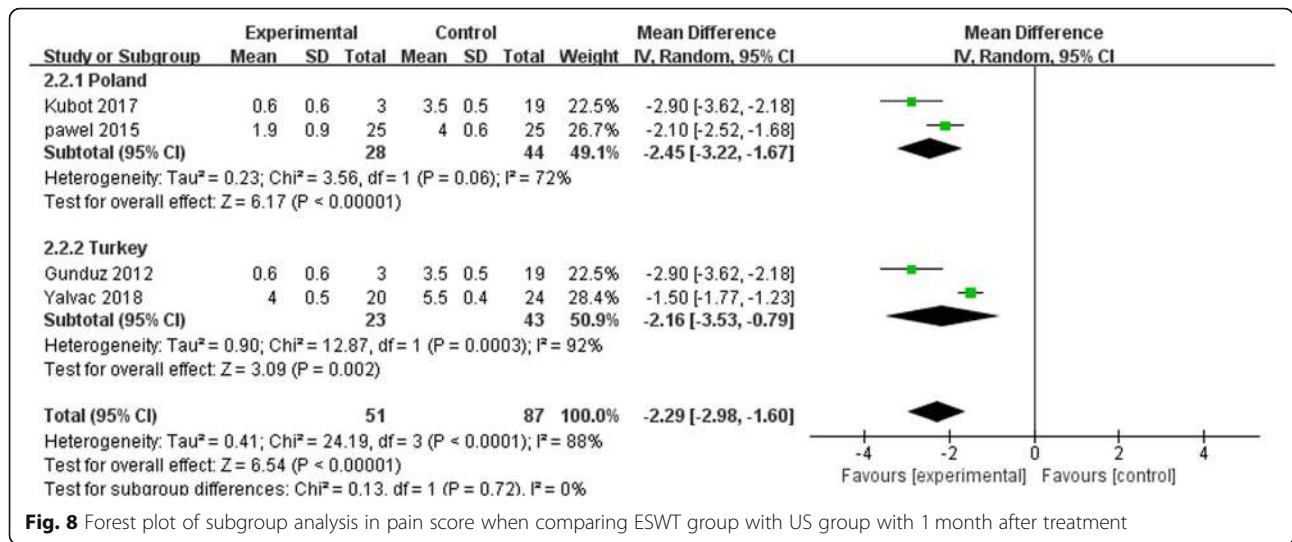 Experimental Control Mean Difference Mean Difference
Study or Subgroup Mean SD Total Mean SD Total Weight IV, Random, 95% CI IV, Random, 95% CI
2.2.1 Poland
Kubot 2017 0.6 0.6 3 3.5 0.5 19 22.5% -2.90 [-3.62, -2.18]
pawel 2015 1.9 0.9 25 4 0.6 25 26.7% -2.10 [-2.52, -1.68]
Subtotal (95% CI) 28 44 49.1% -2.45 [-3.22, -1.67]
Heterogeneity: Tau² = 0.23; Chi² = 3.56, df = 1 (P = 0.06); I² = 72%
Test for overall effect: Z = 6.17 (P < 0.00001)
2.2.2 Turkey
Gunduz 2012 0.6 0.6 3 3.5 0.5 19 22.5% -2.90 [-3.62, -2.18]
Yalvac 2018 4 0.5 20 5.5 0.4 24 28.4% -1.50 [-1.77, -1.23]
Subtotal (95% CI) 23 43 50.9% -2.16 [-3.53, -0.79]
Heterogeneity: Tau² = 0.90; Chi² = 12.87, df = 1 (P = 0.0003); I² = 92%
Test for overall effect: Z = 3.09 (P = 0.002)
Total (95% CI) 51 87 100.0% -2.29 [-2.98, -1.60]
Heterogeneity: Tau² = 0.41; Chi² = 24.19, df = 3 (P < 0.0001); I² = 88%
Test for overall effect: Z = 6.54 (P < 0.00001)
Test for subgroup differences: Chi² = 0.13, df = 1 (P = 0.72), I² = 0%
-4 -2 0 2 4
Favours [experimental] Favours [control]
Fig. 8 Forest plot of subgroup analysis in pain score when comparing ESWT group with US group with 1 month after treatment